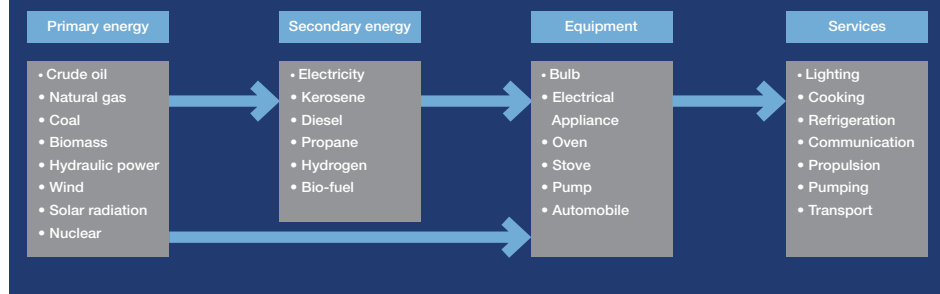 Primary energy
Secondary energy
Equipment
Services
• Crude oil
• Natural gas
• Coal
• Biomass
• Hydraulic power
• Wind
• Solar radiation
• Nuclear
• Electricity
• Kerosene
• Diesel
• Propane
• Hydrogen
• Bio-fuel
• Bulb
• Electrical
Appliance
• Oven
• Stove
• Pump
• Automobile
• Lighting
• Cooking
• Refrigeration
• Communication
• Propulsion
• Pumping
• Transport